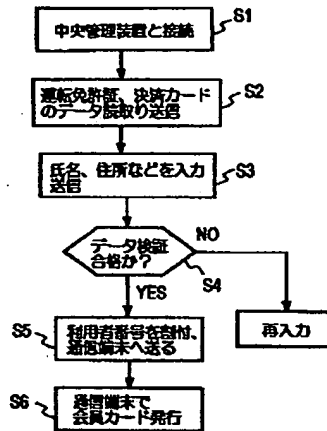 中央管理装置と接続
S1
運転免許証、決済カード
のデータ読取り送信
S2
氏名、住所などを入力
送信
S3
データ検証
合格か？
NO
S4
YES
S5
利用者番号を割付、
通信端末へ送る
再入力
S6
通信端末で
会員カード発行